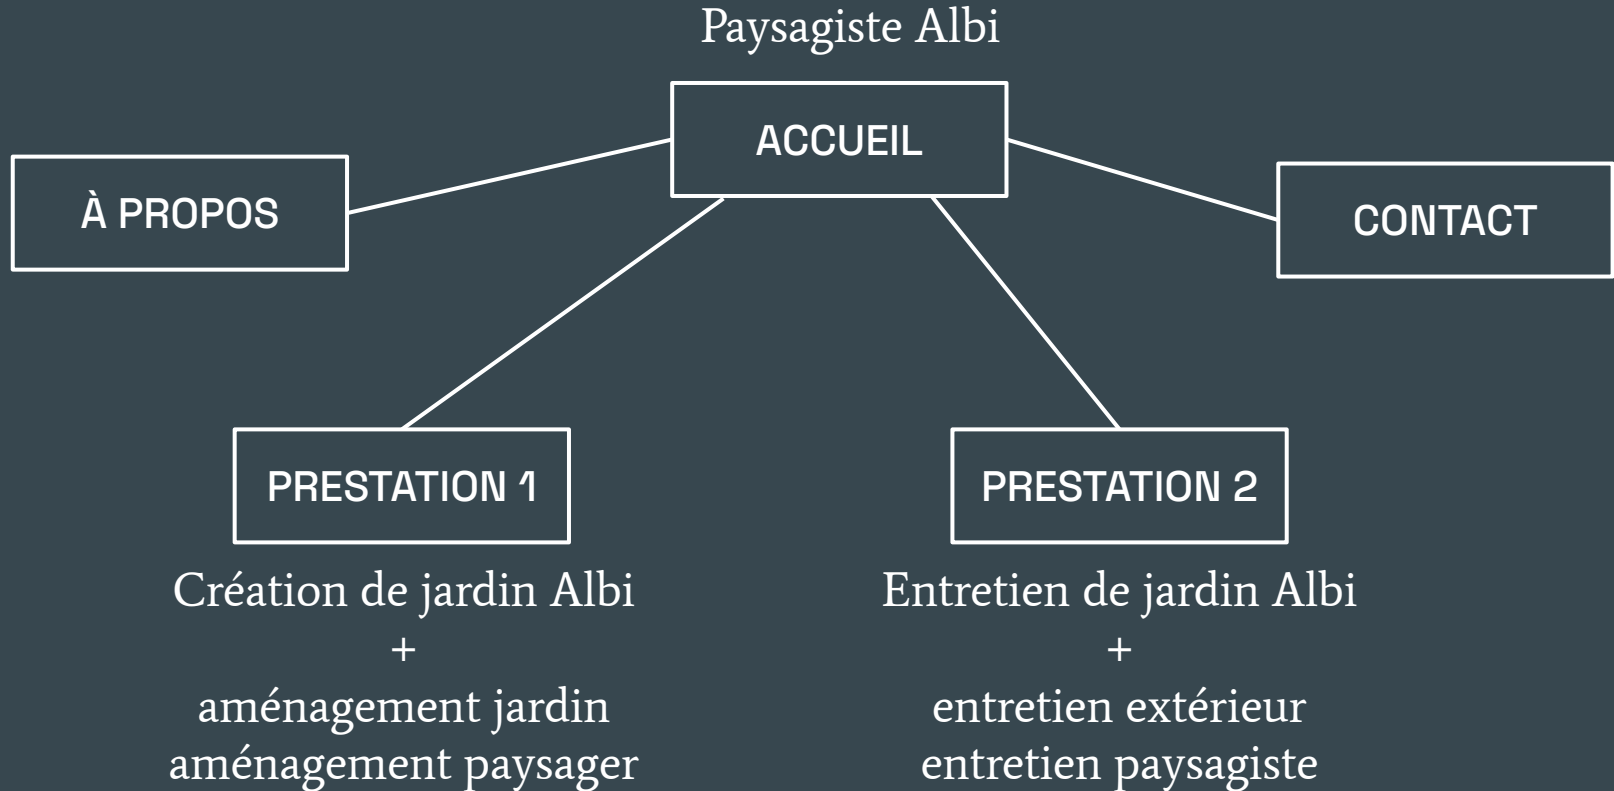 Paysagiste Albi
ACCUEIL
À PROPOS
CONTACT
PRESTATION 1
Création de jardin Albi
+
aménagement jardin
aménagement paysager
PRESTATION 2
Entretien de jardin Albi
+
entretien extérieur
entretien paysagiste